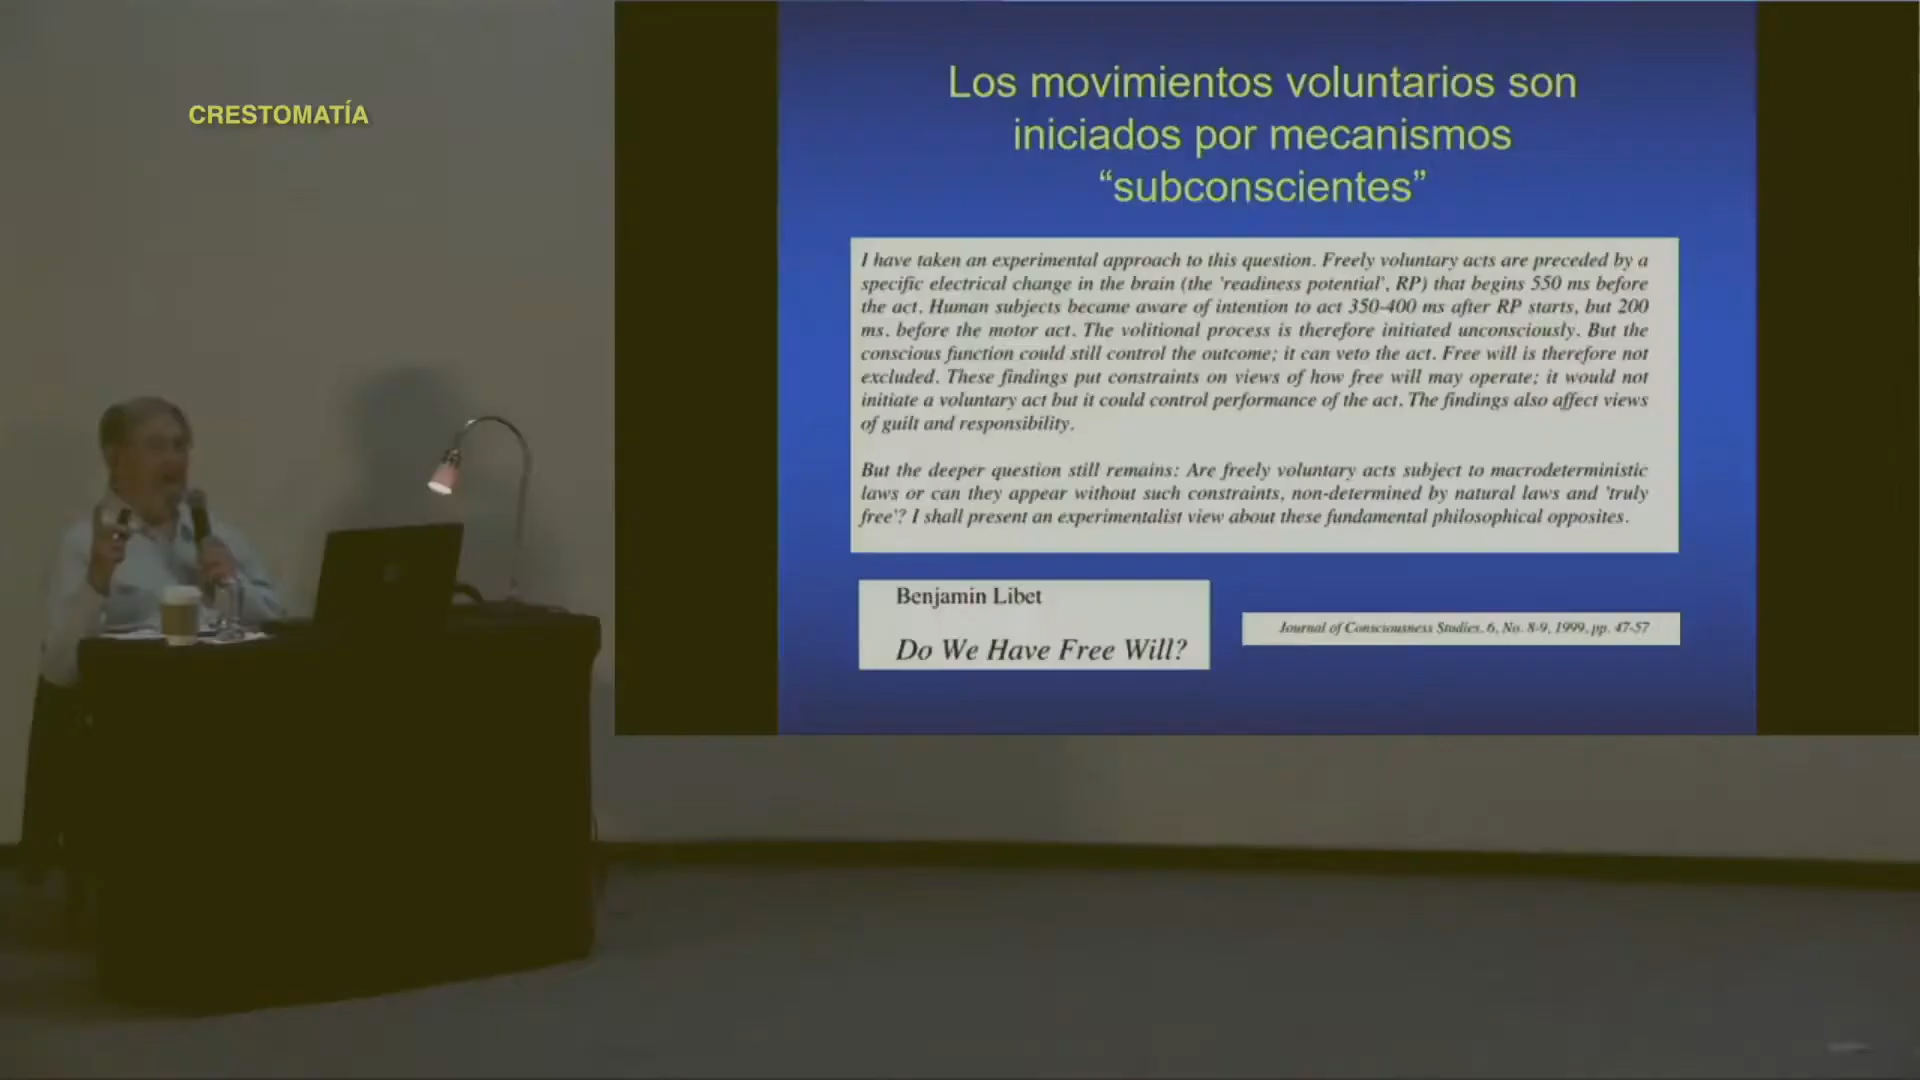 CRESTOMATÍA
Los movimientos voluntarios son
iniciados por mecanismos
“subconscientes”
I have taken an experimental approach to this question. Freely voluntary acts are preceded by a
specific electrical change in the brain (the 'readiness potential', RP) that begins 550 ms before
the act. Human subjects became aware of intention to act 350-400 ms after RP starts, but 200
ms. before the motor act. The volitional process is therefore initiated unconsciously. But the
conscious function could still control the outcome; it can veto the act. Free will is therefore not
excluded. These findings put constraints on views of how free will may operate; it would not
initiate a voluntary act but it could control performance of the act. The findings also affect views
of guilt and responsibility.
But the deeper question still remains: Are freely voluntary acts subject to macrodeterministic
laws or can they appear without such constraints, non-determined by natural laws and 'truly
free'? I shall present an experimentalist view about these fundamental philosophical opposites.
Benjamin Libet
Do We Have Free Will?
Journal of Consciousness Studies, 6, No. 8-9, 1999, pp. 47-57